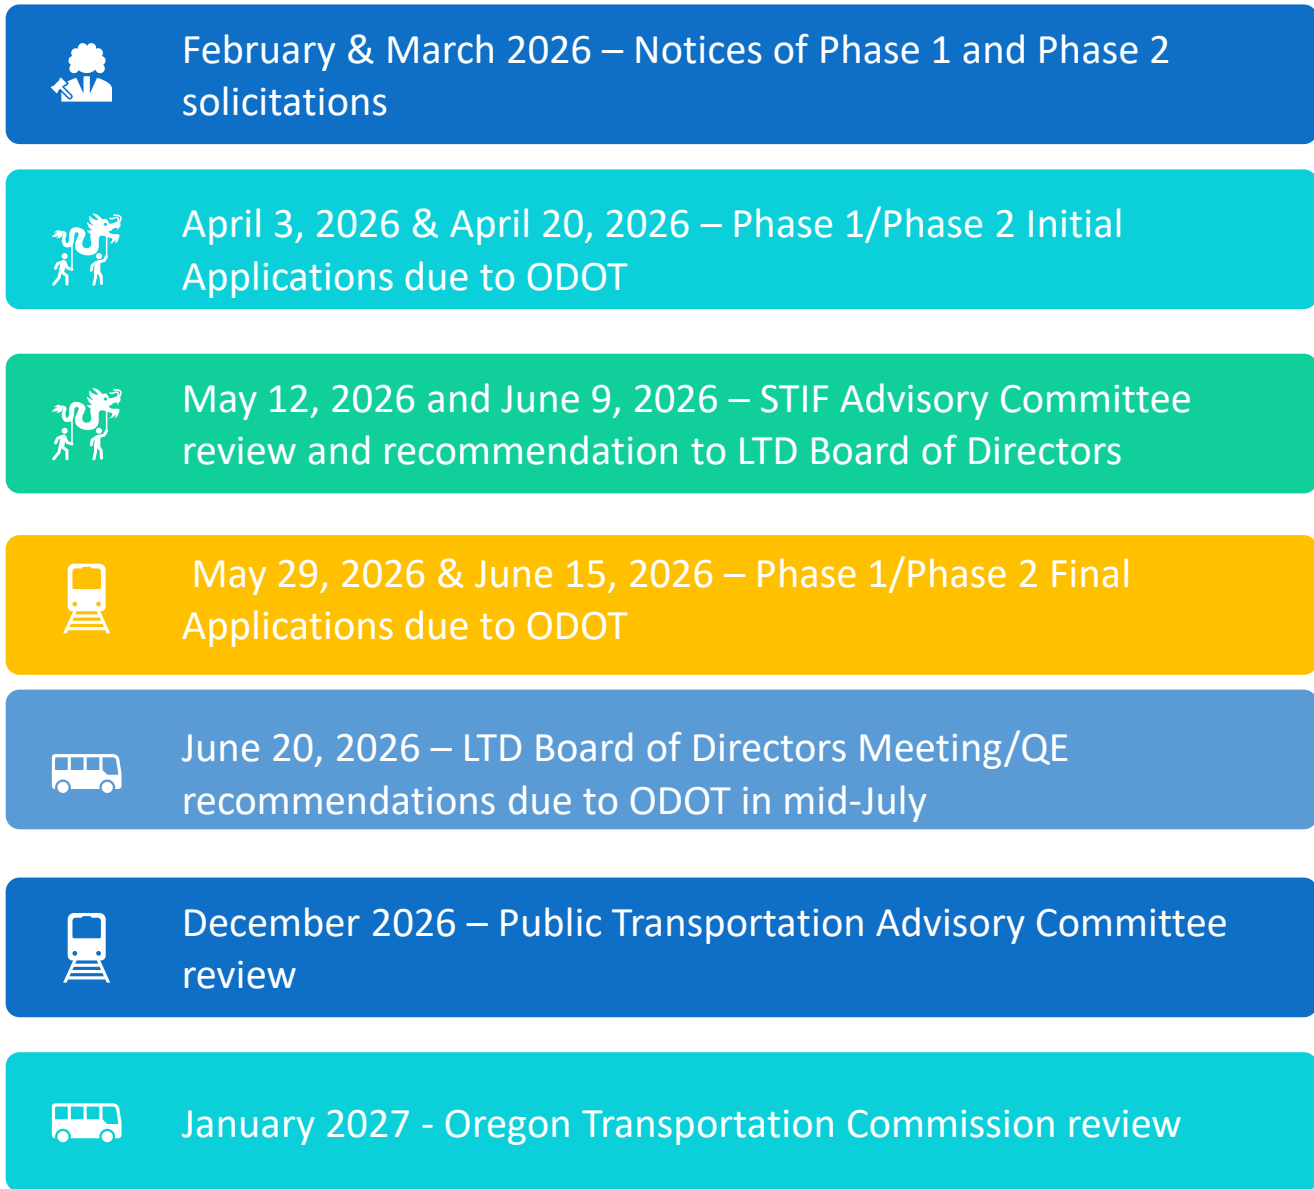 February & March 2026 – Notices of Phase 1 and Phase 2
solicitations
April 3, 2026 & April 20, 2026 – Phase 1/Phase 2 Initial
Applications due to ODOT
May 12, 2026 and June 9, 2026 – STIF Advisory Committee
review and recommendation to LTD Board of Directors
May 29, 2026 & June 15, 2026 – Phase 1/Phase 2 Final
Applications due to ODOT
June 20, 2026 – LTD Board of Directors Meeting/QE
recommendations due to ODOT in mid-July
December 2026 – Public Transportation Advisory Committee
review
January 2027 - Oregon Transportation Commission review